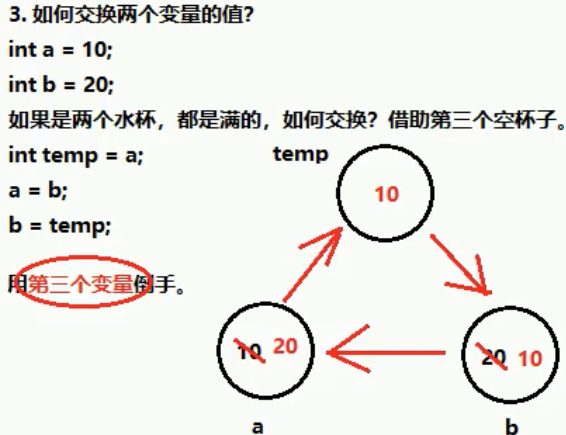 3. 如何交换两个变量的值?
int a = 10;
int b = 20;
如果是两个水杯，都是满的，如何交换？借助第三个空杯子。
int temp = a;
a = b;
b = temp;
用第三个变量倒手。
temp
10
10 20
20 10
a
b